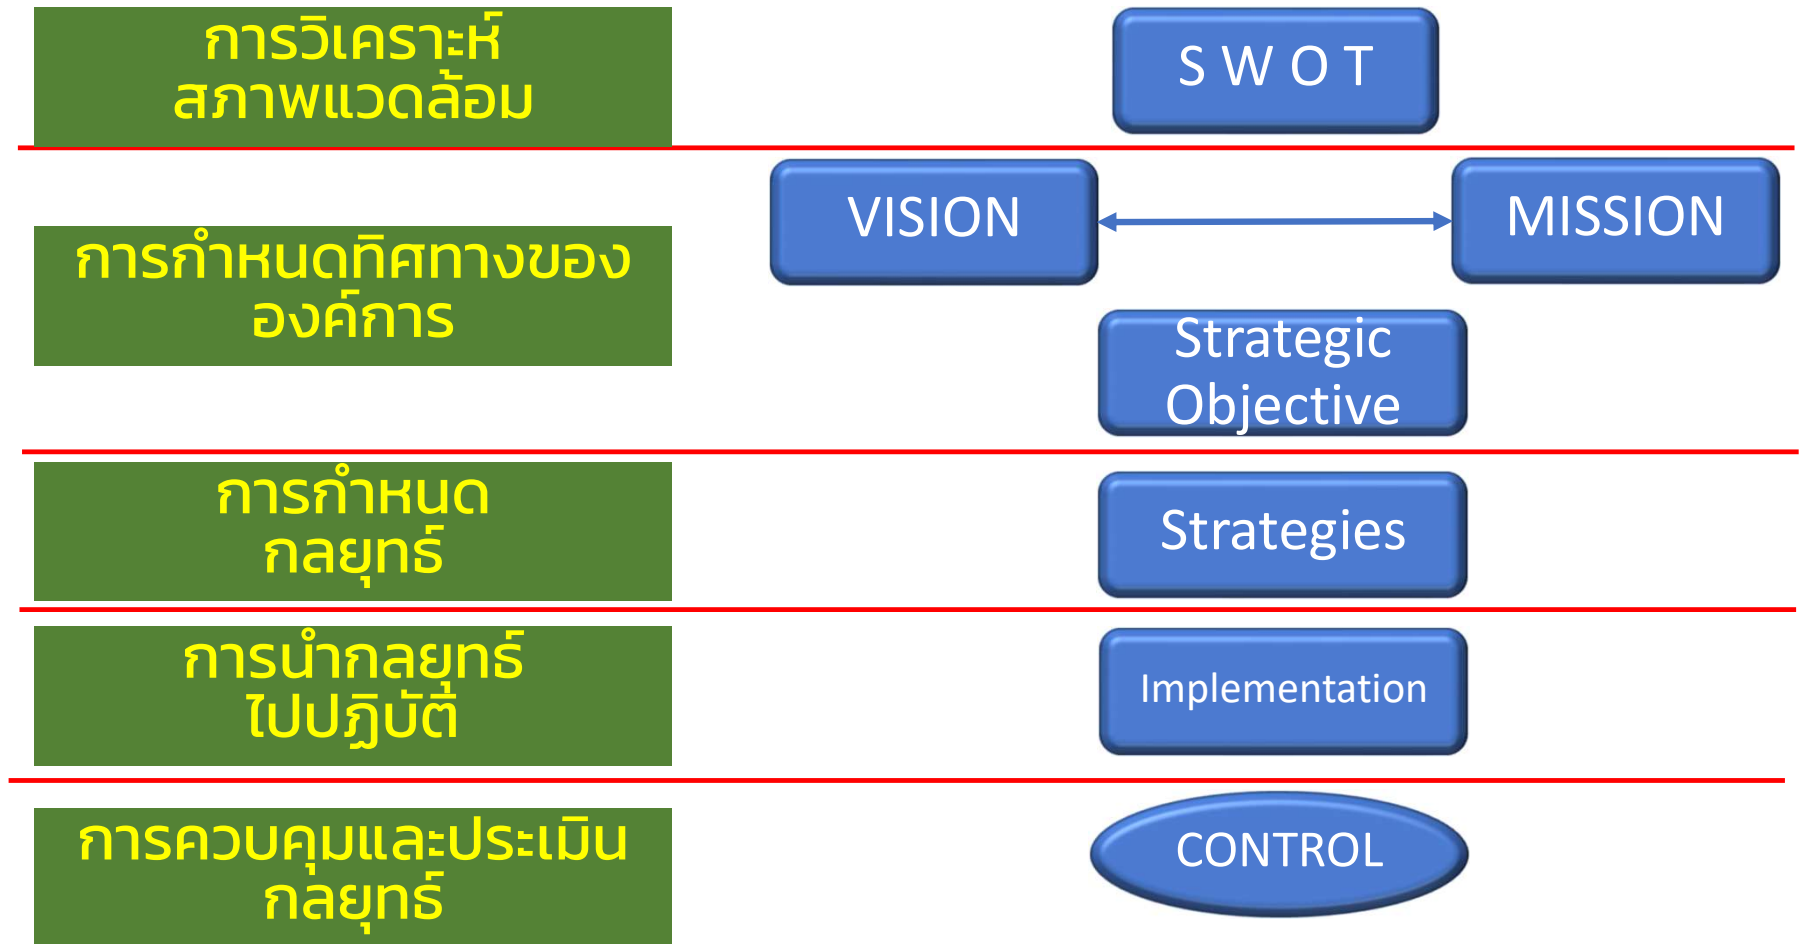 การวิเคราะห์
สภาพแวดล้อม
S W O T
VISION
MISSION
การกำหนดทิศทางของ
องค์การ
Strategic
Objective
การกำหนด
กลยุทธ์
Strategies
การนำกลยุทธ์
ไปปฏิบัติ
Implementation
การควบคุมและประเมิน
กลยุทธ์
CONTROL